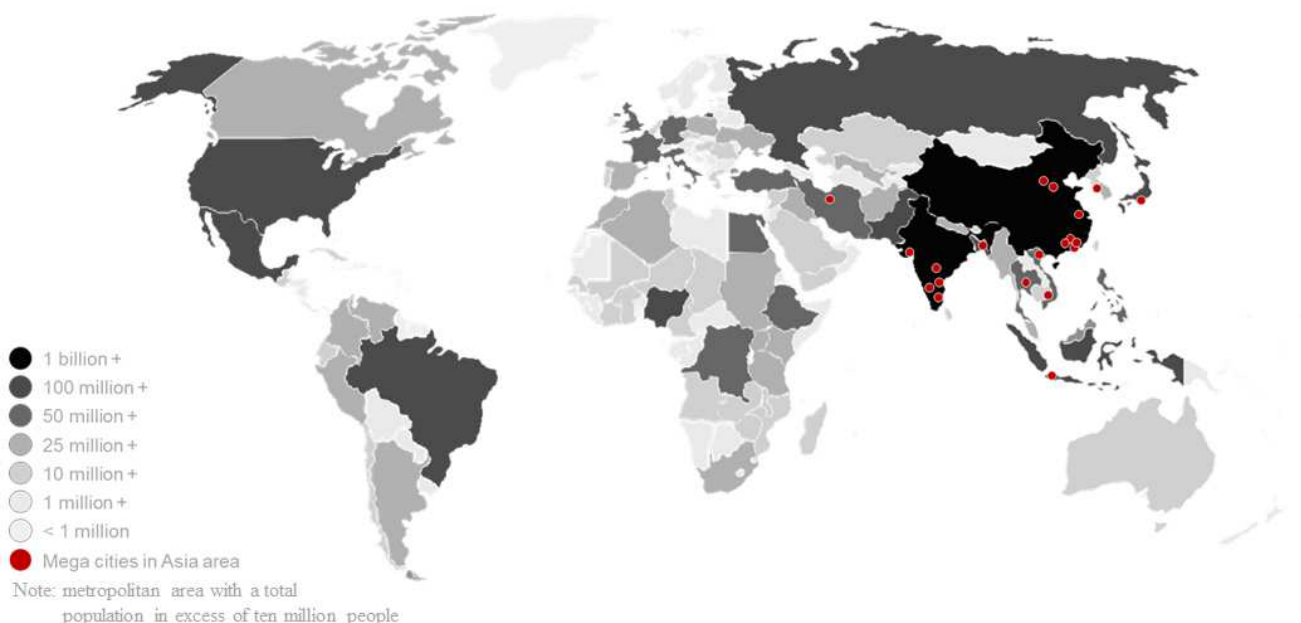 1 billion +
100 million +
50 million +
25 million +
10 million +
1 million +
< 1 million
Mega cities in Asia area
Note: metropolitan area with a total
population in excess of ten million people